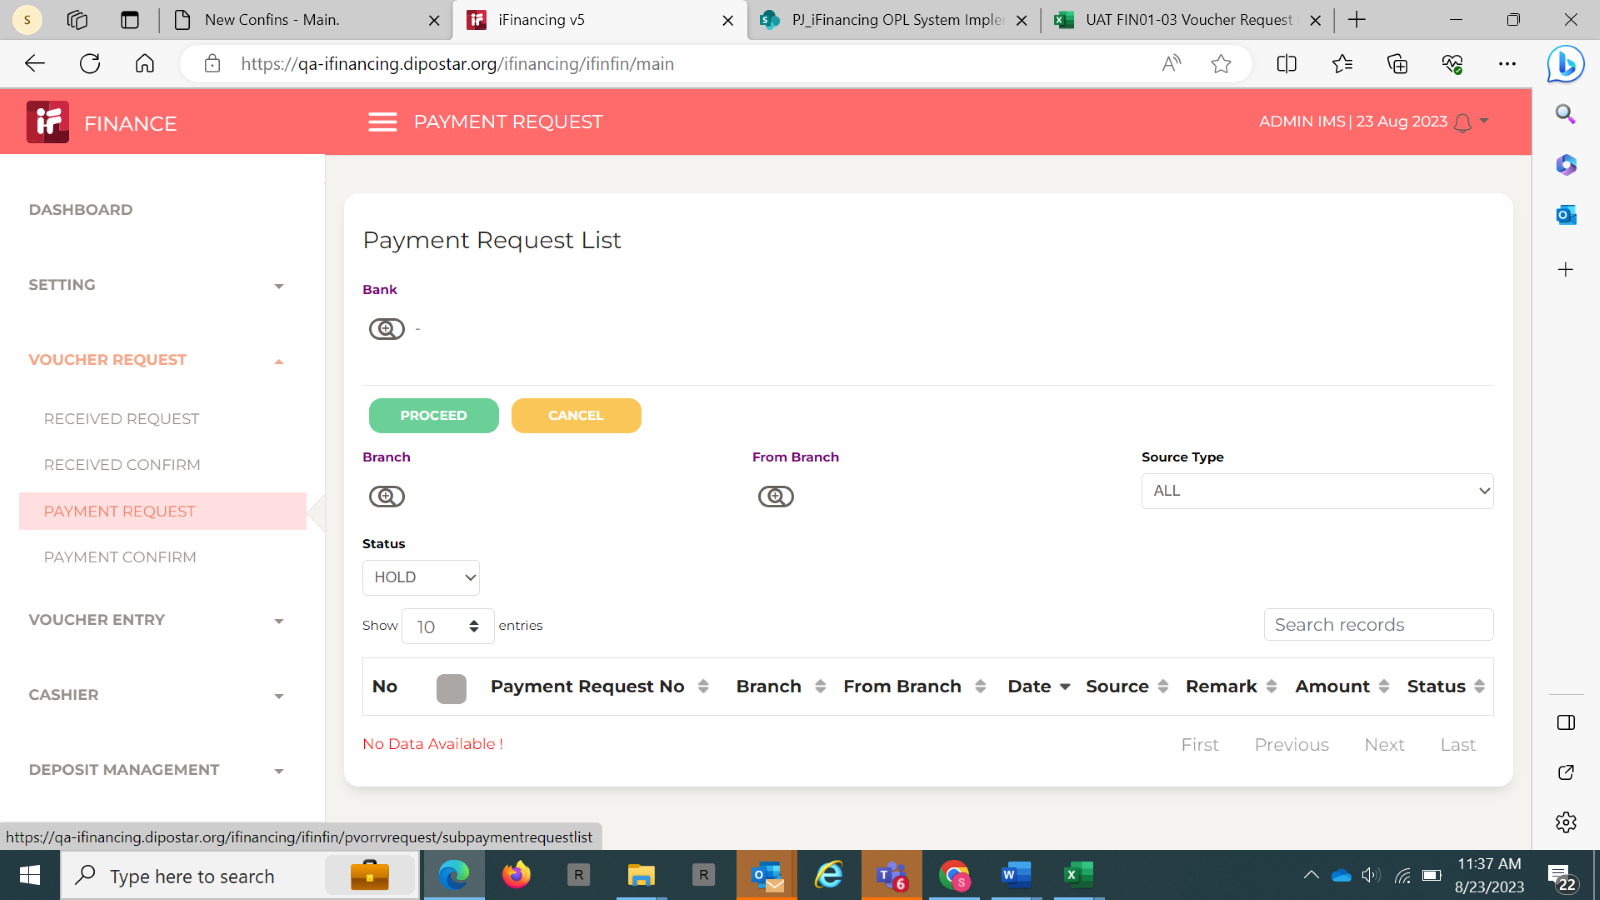 S
New Confins - Main.
iFinancing v5
PJ_iFinancing OPL System Imple
UAT FIN01-03 Voucher Request
https://qa-ifinancing.dipostar.org/ifinancing/ifinfin/main
iF FINANCE
PAYMENT REQUEST
ADMIN IMS | 23 Aug 2023
DASHBOARD
SETTING
VOUCHER REQUEST
RECEIVED REQUEST
RECEIVED CONFIRM
PAYMENT REQUEST
PAYMENT CONFIRM
VOUCHER ENTRY
CASHIER
DEPOSIT MANAGEMENT
Payment Request List
Bank
-
PROCEED CANCEL
Branch From Branch Source Type
ALL
Status
HOLD
Show 10 entries
Search records
No Payment Request No Branch From Branch Date Source Remark Amount Status
No Data Available !
First Previous Next Last
https://qa-ifinancing.dipostar.org/ifinancing/ifinfin/pvorrvrequest/subpaymentrequestlist
Type here to search
R
R
6
S
11:37 AM
8/23/2023
22